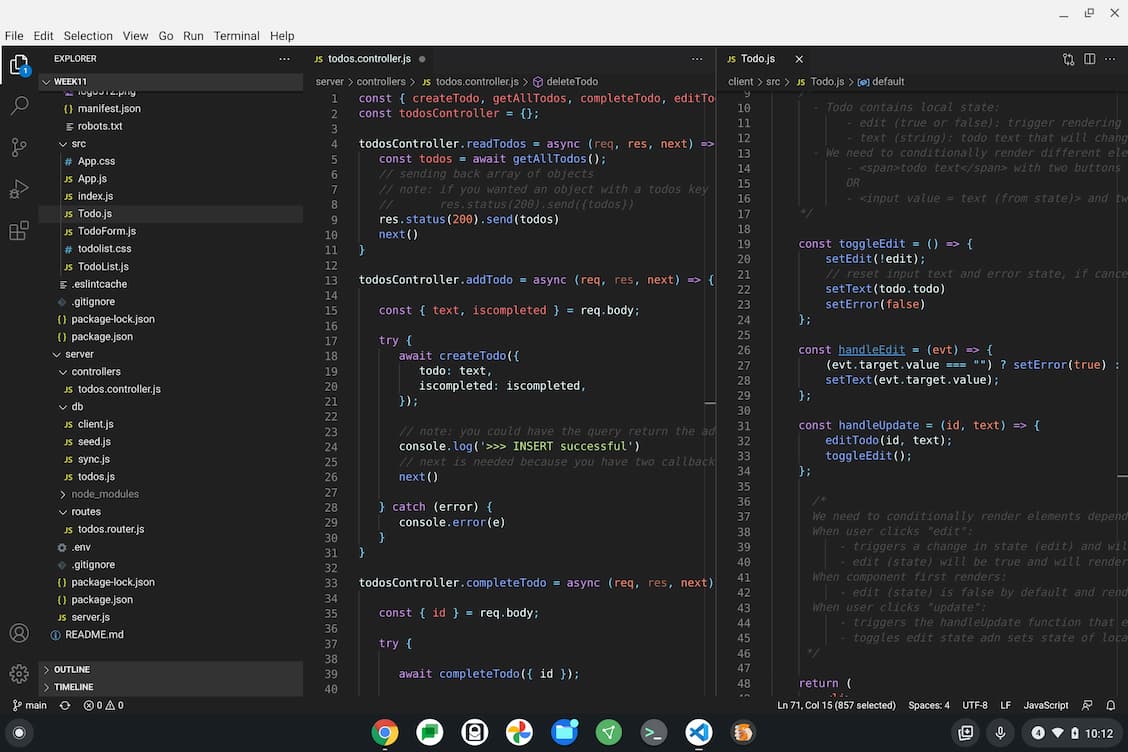 File Edit Selection View Go Run Terminal Help
EXPLORER
WEEK11
manifest.json
robots.txt
src
App.css
App.js
index.js
Todo.js
TodoForm.js
todolist.css
TodoList.js
.eslintcache
.gitignore
package-lock.json
package.json
server
controllers
todos.controller.js
db
client.js
seed.js
sync.js
todos.js
node_modules
routes
todos.router.js
.env
.gitignore
package-lock.json
package.json
server.js
README.md
OUTLINE
TIMELINE
JS todos.controller.js
server > controllers > JS todos.controller.js > deleteTodo
1 const { createTodo, getAllTodos, completeTodo, editTo
2 const todosController = {};
3
4 todosController.readTodos = async (req, res, next) =>
5 const todos = await getAllTodos();
6 // sending back array of objects
7 // note: if you wanted an object with a todos key
8 // res.status(200).send({todos})
9 res.status(200).send(todos)
10 next()
11 }
12
13 todosController.addTodo = async (req, res, next) => {
14
15 const { text, iscompleted } = req.body;
16
17 try {
18 await createTodo({
19 todo: text,
20 iscompleted: iscompleted,
21 });
22
23 // note: you could have the query return the ad
24 console.log('>>> INSERT successful')
25 // next is needed because you have two callback
26 next()
27
28 } catch (error) {
29 console.error(e)
30 }
31 }
32
33 todosController.completeTodo = async (req, res, next)
34
35 const { id } = req.body;
36
37 try {
38
39 await completeTodo({ id });
40
JS Todo.js
client > src > JS Todo.js > default
10 - Todo contains local state:
11 - edit (true or false): trigger rendering
12 - text (string): todo text that will chang
13 - We need to conditionally render different ele
14 - <span>todo text</span> with two buttons
15 OR
16 - <input value = text (from state)> and tw
17 */
18
19 const toggleEdit = () => {
20 setEdit(!edit);
21 // reset input text and error state, if cance
22 setText(todo.todo)
23 setError(false)
24 };
25
26 const handleEdit = (evt) => {
27 (evt.target.value === "") ? setError(true) :
28 setText(evt.target.value);
29 };
30
31 const handleUpdate = (id, text) => {
32 editTodo(id, text);
33 toggleEdit();
34 };
35
36 /*
37 We need to conditionally render elements depend
38 When user clicks "edit":
39 - triggers a change in state (edit) and wil
40 - edit (state) will be true and will render
41 When component first renders:
42 - edit (state) is false by default and rend
43 When user clicks "update":
44 - triggers the handleUpdate function that e
45 - toggles edit state adn sets state of loca
46 */
47
48 return (
main 0 0 Ln 71, Col 15 (857 selected) Spaces: 4 UTF-8 LF JavaScript
4 10:12